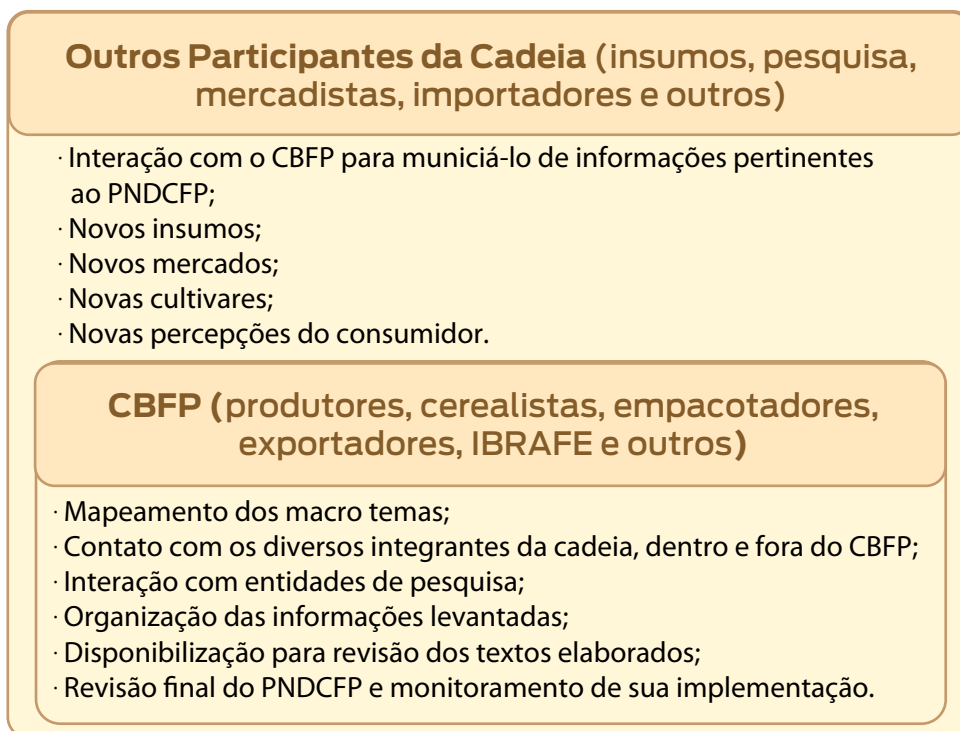 Outros Participantes da Cadeia (insumos, pesquisa,
mercadistas, importadores e outros)
· Interação com o CBFP para municiá-lo de informações pertinentes
ao PNDCFP;
· Novos insumos;
· Novos mercados;
· Novas cultivares;
· Novas percepções do consumidor.
CBFP (produtores, cerealistas, empacotadores,
exportadores, IBRAFE e outros)
· Mapeamento dos macro temas;
· Contato com os diversos integrantes da cadeia, dentro e fora do CBFP;
· Interação com entidades de pesquisa;
· Organização das informações levantadas;
· Disponibilização para revisão dos textos elaborados;
· Revisão final do PNDCFP e monitoramento de sua implementação.